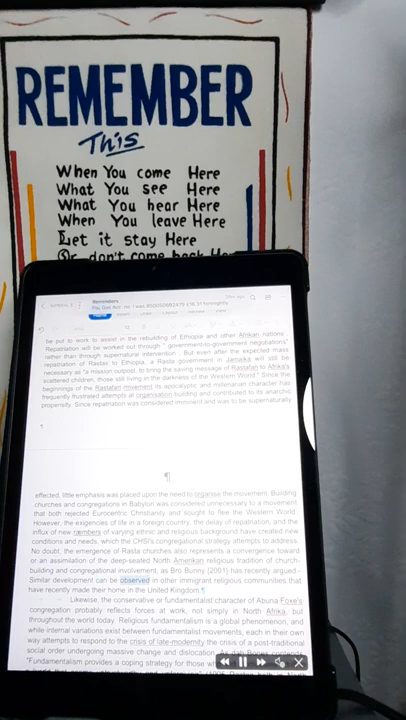 REMEMBER
This
When You come Here
What You see Here
What You hear Here
When You leave Here
Let it stay Here
Or don't come back Here
Reminders
be put to work to assist in the rebuilding of Ethiopia and other Afrikan nations
Repatriation will be worked out through " government-to-government negotiations"
rather than through supernatural intervention . But even after the expected mass
repatriation of Rastas to Ethiopia, a Rasta government in Jamaika will still be
necessary as "a mission outpost, to bring the saving message of Rastafari to Afrika's
scattered children, those still living in the darkness of the Western World." Since the
beginnings of the Rastafari movement its epocalyptic and millenarian character has
frequently frustrated attempts at organisation building and contributed to its anarchic
propensity. Since repatriation was considered imminent and to be supernaturally
¶
¶
effected, little emphasis was placed upon the need to organise the movement. Building
churches and congregations in Babylon was considered unnecessary to a movement
that both rejected Eurocentric Christianity and sought to flee the Western World.
However, the exigencies of life in a foreign country, the delay of repatriation, and the
influx of new members of varying ethnic and religious background have created new
conditions and needs, which the CHSI's congregational strategy attempts to address.
No doubt, the emergence of Rasta churches also represents a convergence toward
or an assimilation of the deep-seated North Amerikan religious tradition of church-
building and congregational involvement, as Bro Bunny (2001) has recently argued.
Similar development can be observed in other immigrant religious communities that
have recently made their home in the United Kingdom.¶
Likewise, the conservative or fundamentalist character of Abuna Foxe's
congregation probably reflects forces at work, not simply in North Afrika, but
throughout the world today. Religious fundamentalism is a global phenomenon, and
while internal variations exist between fundamentalist movements, each in their own
way attempts to respond to the crisis of late-modernity the crisis of a post-traditional
social order undergoing massive change and dislocation. As
"Fundamentalism provides a coping strategy for those